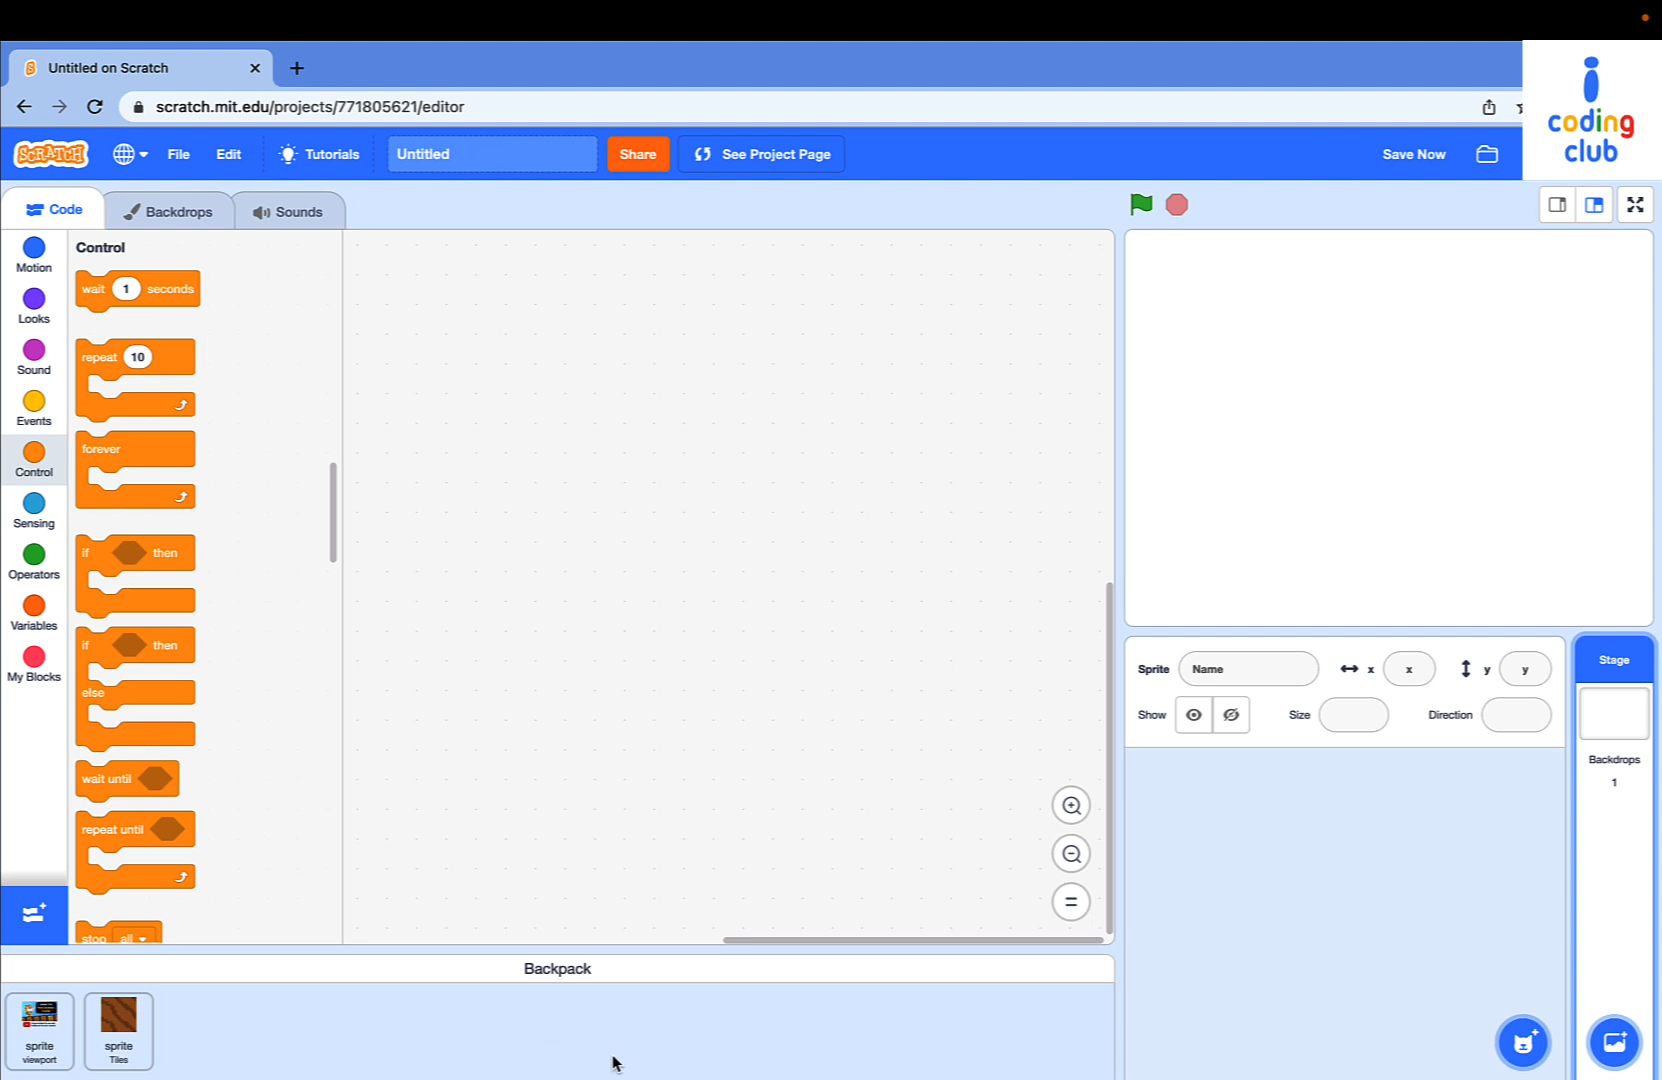 Untitled on Scratch
scratch.mit.edu/projects/771805621/editor
coding
club
SCRATCH
File
Edit
Tutorials
Untitled
Share
See Project Page
Save Now
Code
Backdrops
Sounds
Motion
Looks
Sound
Events
Control
Sensing
Operators
Variables
My Blocks
Control
wait 1 seconds
repeat 10
forever
if then
if then
else
wait until
repeat until
stop all
Sprite Name x x y y
Show Size Direction
Stage
Backdrops
1
Backpack
sprite
viewport
sprite
Tiles